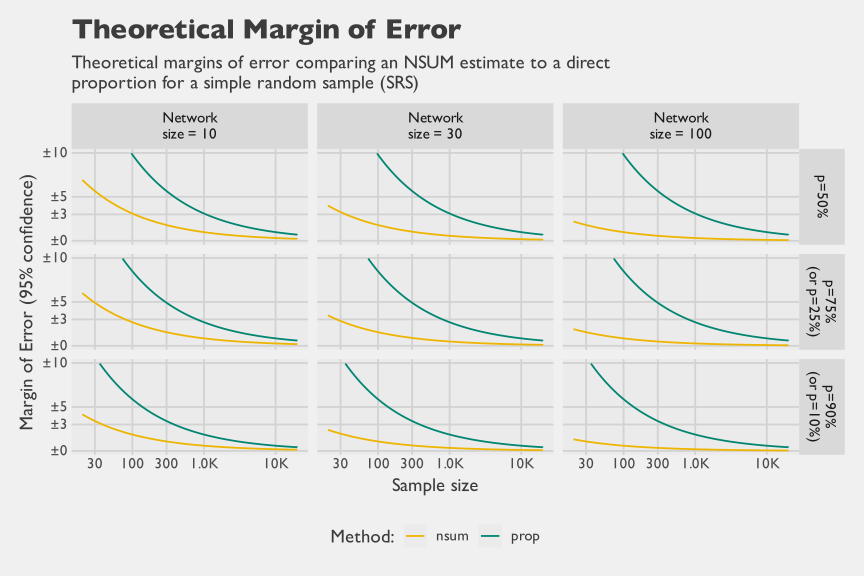 Theoretical Margin of Error
Theoretical margins of error comparing an NSUM estimate to a direct
proportion for a simple random sample (SRS)
Network
size = 10
Network
size = 30
Network
size = 100
Margin of Error (95% confidence)
±10
±5
±3
±0
p=50%
±10
±5
±3
±0
p=75%
(or p=25%)
±10
±5
±3
±0
p=90%
(or p=10%)
30 100 300 1.0K 10K
30 100 300 1.0K 10K
30 100 300 1.0K 10K
Sample size
Method: nsum prop